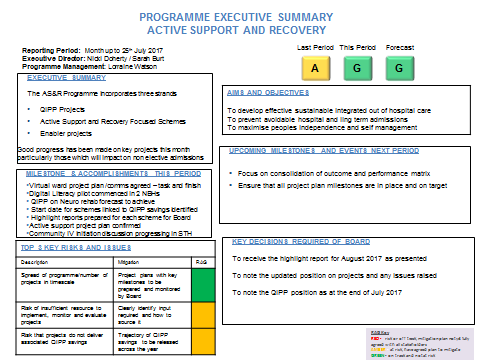 PROGRAMME EXECUTIVE SUMMARY
ACTIVE SUPPORT AND RECOVERY
Reporting Period: Month up to 25th July 2017
Executive Director: Nicki Doherty / Sarah Burt
Programme Management: Lorraine Watson
Last Period This Period Forecast
A G G
EXECUTIVE SUMMARY
The AS&R Programme incorporates three strands
• QIPP Projects
• Active Support and Recovery Focused Schemes
• Enabler projects
Good progress has been made on key projects this month
particularly those which will impact on non elective admissions
AIMS AND OBJECTIVES
To develop effective sustainable integrated out of hospital care
To prevent avoidable hospital and long term admissions
To maximise peoples independence and self management
MILESTONE & ACCOMPLISHMENTS THIS PERIOD
•Virtual ward project plan/comms agreed – task and finish
•Digital Literacy pilot commenced in 2 NBHs
• QIPP on Neuro rehab forecast to achieve
• Start date for schemes linked to QIPP savings identified
• Highlight reports prepared for each scheme for Board
•Active support project plan confirmed
•Community IV initiation discussion progressing in STH
UPCOMING MILESTONES AND EVENTS NEXT PERIOD
• Focus on consolidation of outcome and performance matrix
• Ensure that all project plan milestones are in place and on target
TOP 3 KEY RISKS AND ISSUES
Description Mitigation RAG
Spread of programme/number
of projects in timescale
Project plans with key
milestones to be
prepared and monitored
by Board
Risk of insufficient resource to
implement, monitor and evaluate
projects
Clearly identify input
required and how to
source it
Risk that projects do not deliver
associated QIPP savings
Trajectory of QIPP
savings to be released
across the year
KEY DECISIONS REQUIRED OF BOARD
To receive the highlight report for August 2017 as presented
To note the updated position on projects and any issues raised
To note the QIPP position as at the end of July 2017
RAG Key